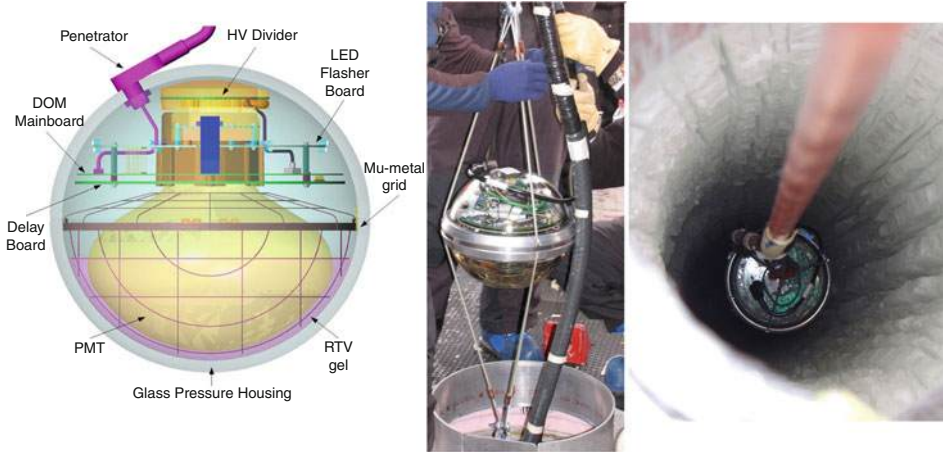 Penetrator
HV Divider
LED
Flasher
Board
DOM
Mainboard
Mu-metal
grid
Delay
Board
PMT
RTV
gel
Glass Pressure Housing